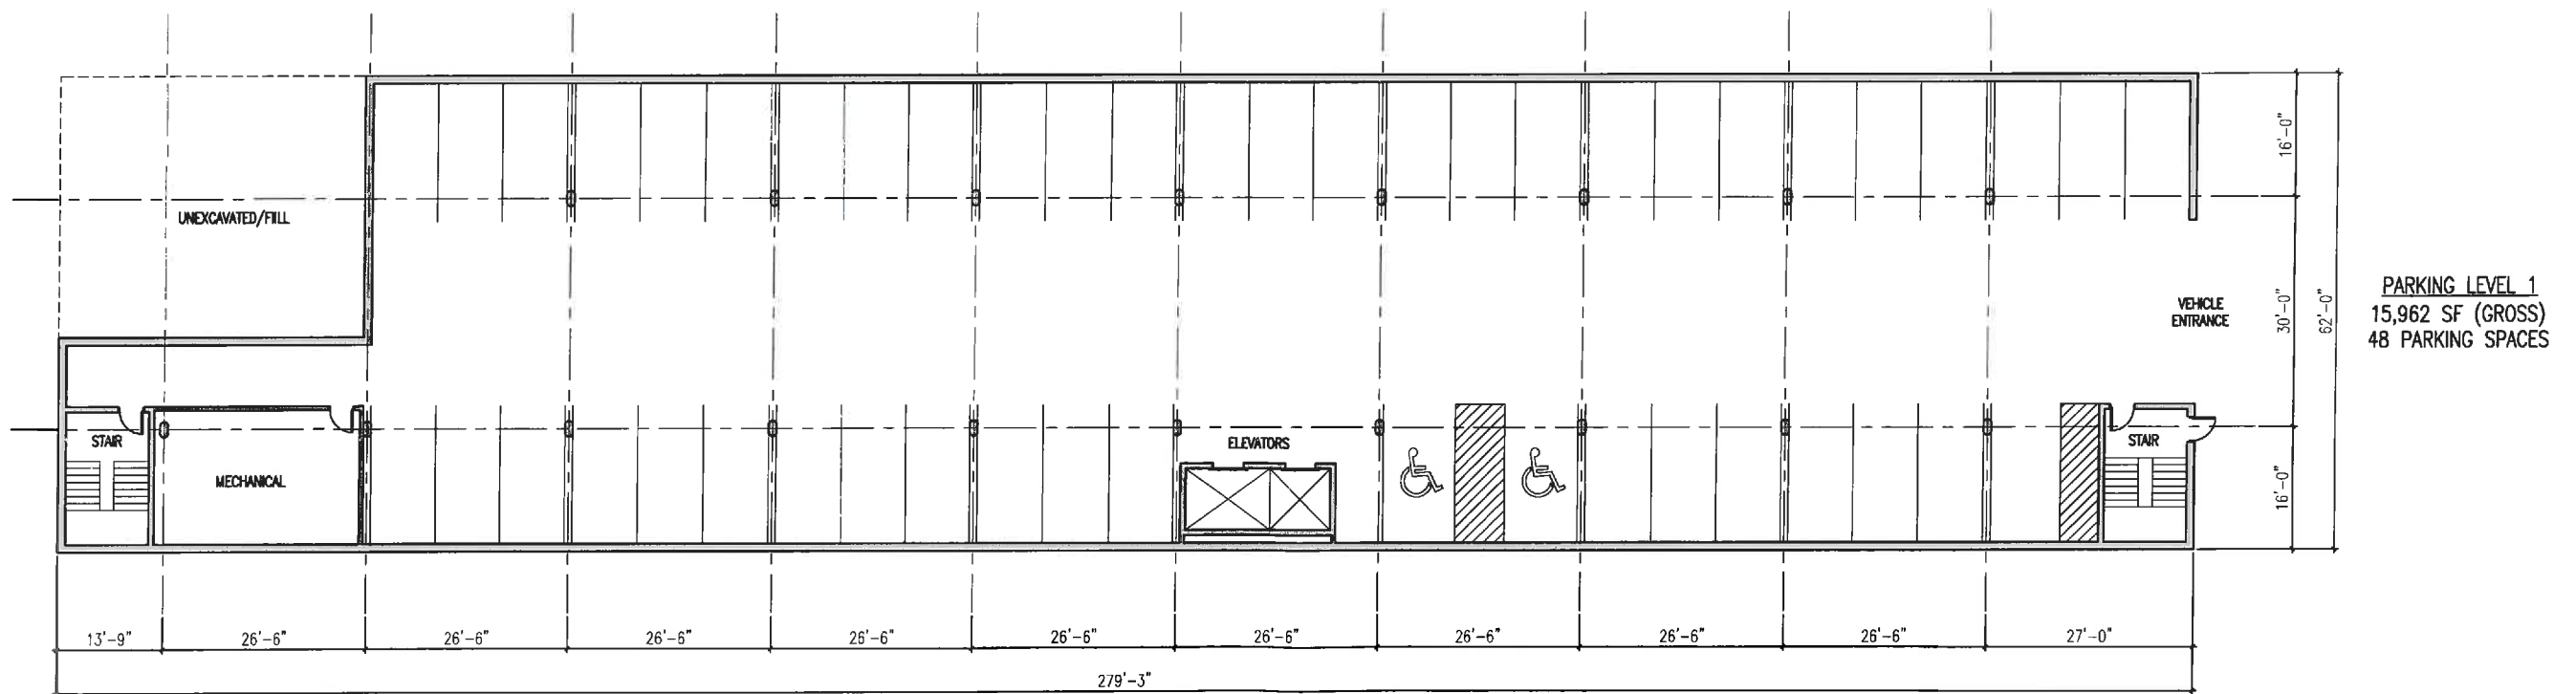 UNEXCAVATED/FILL
16'-0"
VEHICLE
ENTRANCE
30'-0"
62'-0"
PARKING LEVEL 1
15,962 SF (GROSS)
48 PARKING SPACES
STAIR
MECHANICAL
ELEVATORS
STAIR
16'-0"
13'-9"
26'-6"
26'-6"
26'-6"
26'-6"
26'-6"
26'-6"
26'-6"
26'-6"
26'-6"
27'-0"
279'-3"